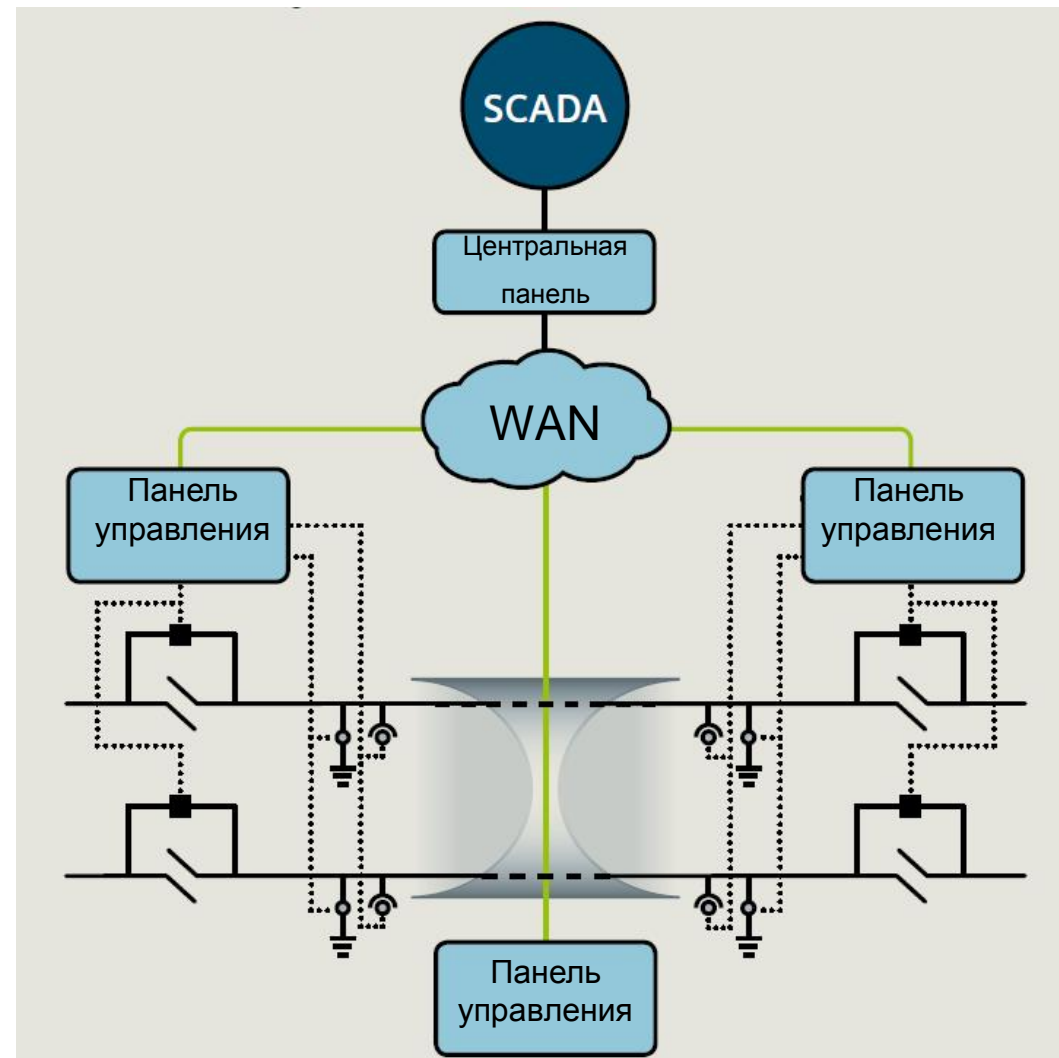 SCADA
Центральная
панель
WAN
Панель
управления
Панель
управления
Панель
управления